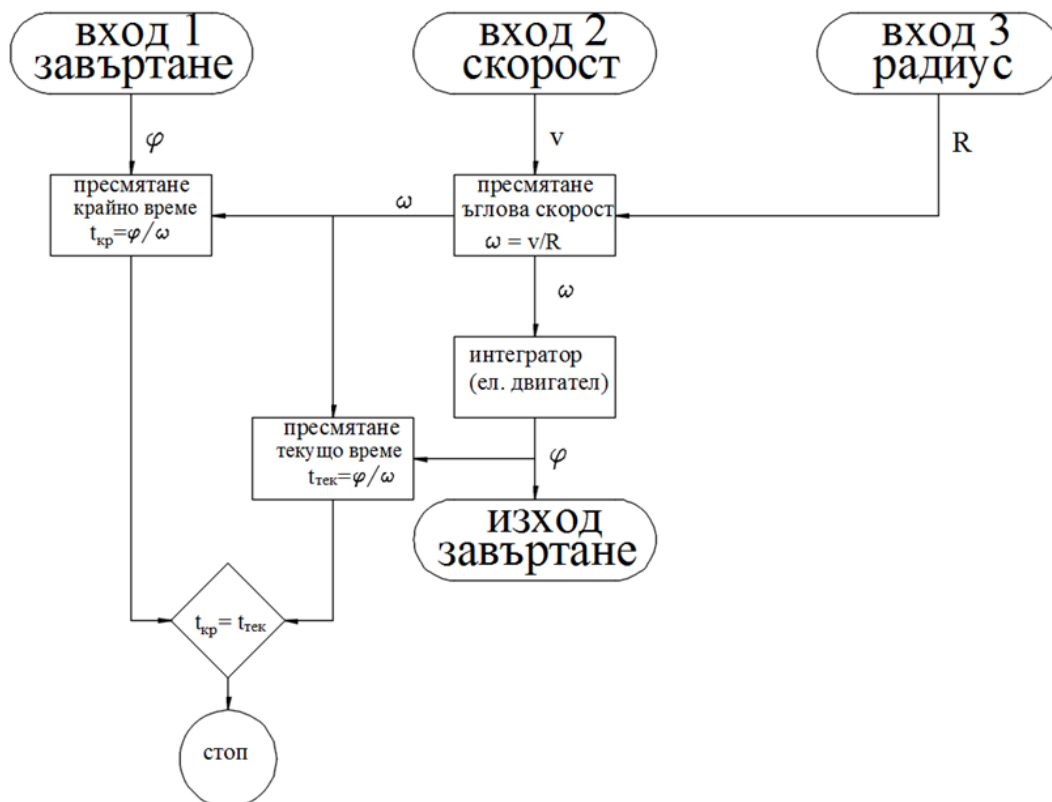 вход 1
завъртане
вход 2
скорост
вход 3
радиус
φ
v
R
пресмятане
крайно време
tкр=φ/ω
ω
пресмятане
ъглова скорост
ω = v/R
ω
интегратор
(ел. двигател)
пресмятане
текущо време
tтек=φ/ω
φ
изход
завъртане
tкр= tтек
стоп